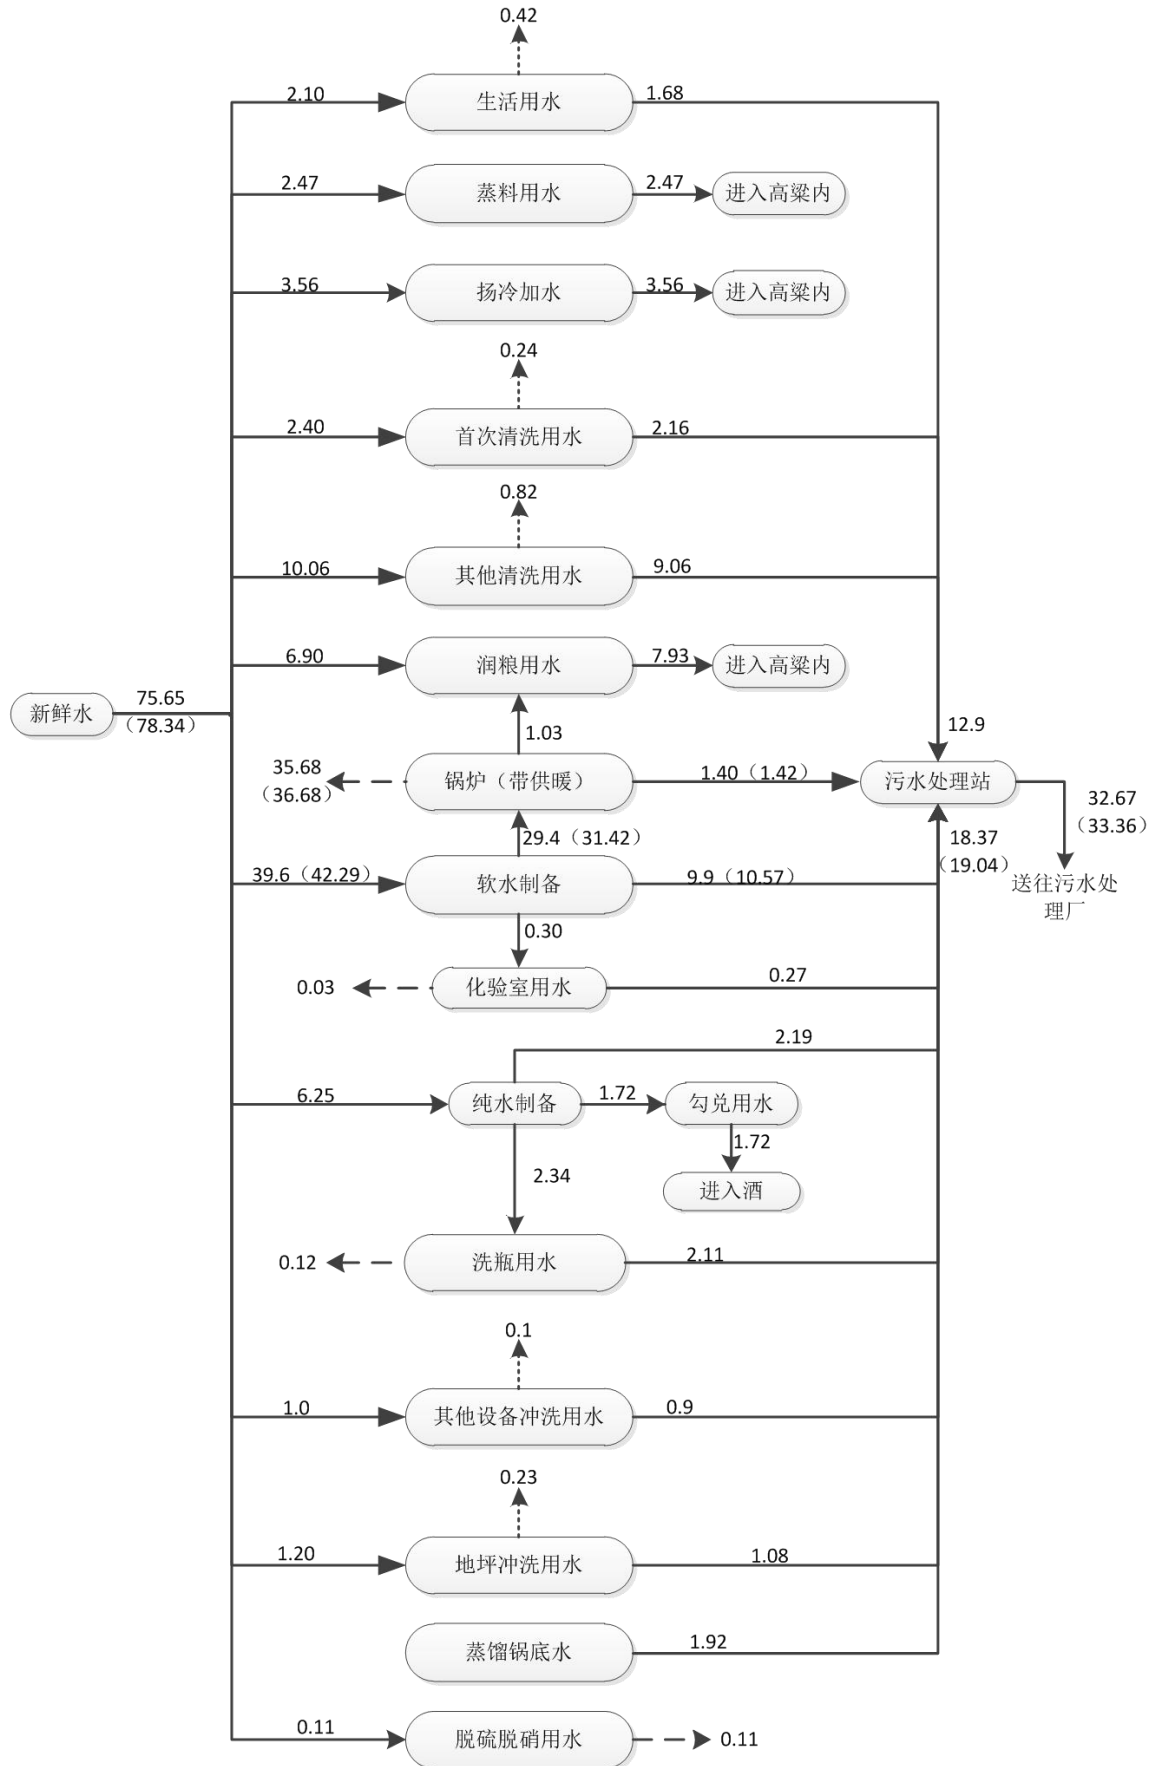 0.42
2.10
生活用水
1.68
2.47
蒸料用水
2.47
进入高粱内
3.56
扬冷加水
3.56
进入高粱内
0.24
2.40
首次清洗用水
2.16
0.82
10.06
其他清洗用水
9.06
6.90
润粮用水
7.93
进入高粱内
新鲜水
75.65
（78.34）
1.03
12.9
35.68
（36.68）
锅炉（带供暖）
1.40（1.42）
污水处理站
32.67
（33.36）
29.4（31.42）
18.37
（19.04）
39.6（42.29）
软水制备
9.9（10.57）
送往污水处
理厂
0.30
0.03
化验室用水
0.27
2.19
6.25
纯水制备
1.72
勾兑用水
1.72
2.34
进入酒
0.12
洗瓶用水
2.11
0.1
1.0
其他设备冲洗用水
0.9
0.23
1.20
地坪冲洗用水
1.08
蒸馏锅底水
1.92
0.11
脱硫脱硝用水
0.11